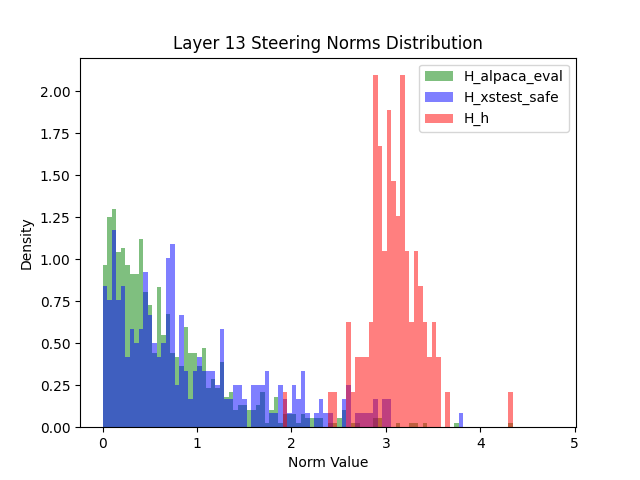 Layer 13 Steering Norms Distribution
H_alpaca_eval
H_xstest_safe
H_h
Density
2.00
1.75
1.50
1.25
1.00
0.75
0.50
0.25
0.00
0 1 2 3 4 5
Norm Value